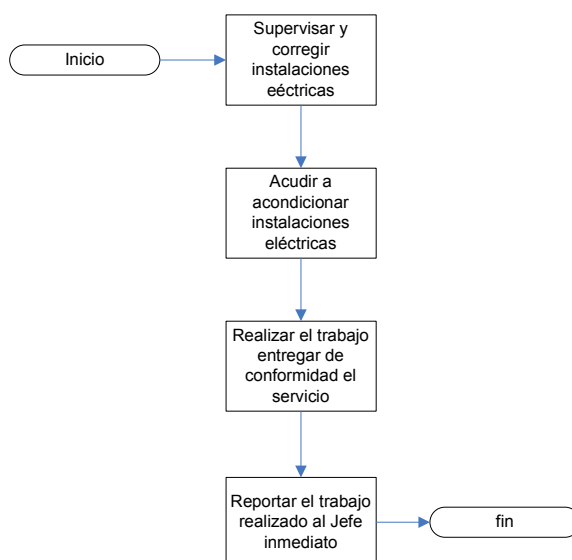 Inicio
Supervisar y
corregir
instalaciones
eéctricas
Acudir a
acondicionar
instalaciones
eléctricas
Realizar el trabajo
entregar de
conformidad el
servicio
Reportar el trabajo
realizado al Jefe
inmediato
fin